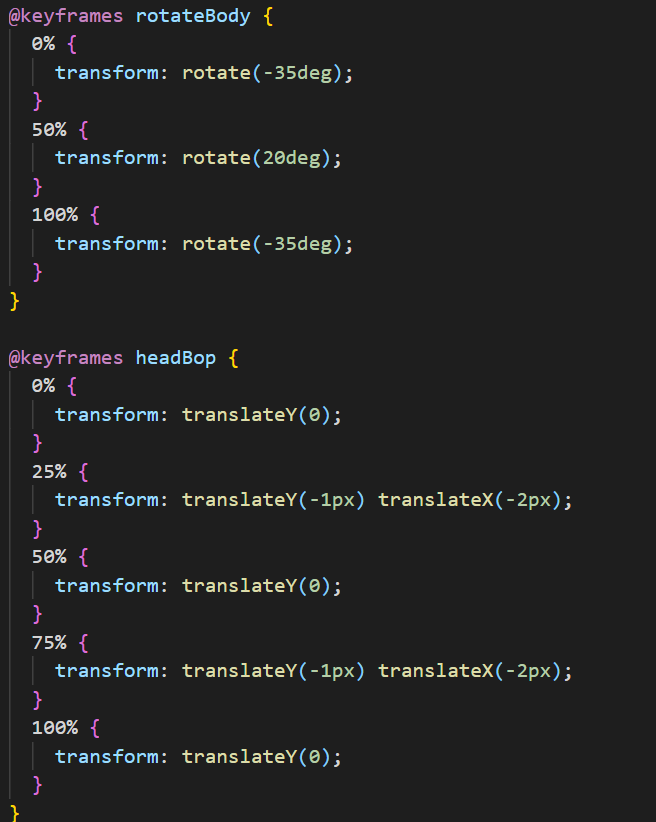 @keyframes rotateBody {
  0% {
    transform: rotate(-35deg);
  }
  50% {
    transform: rotate(20deg);
  }
  100% {
    transform: rotate(-35deg);
  }
}

@keyframes headBop {
  0% {
    transform: translateY(0);
  }
  25% {
    transform: translateY(-1px) translateX(-2px);
  }
  50% {
    transform: translateY(0);
  }
  75% {
    transform: translateY(-1px) translateX(-2px);
  }
  100% {
    transform: translateY(0);
  }
}